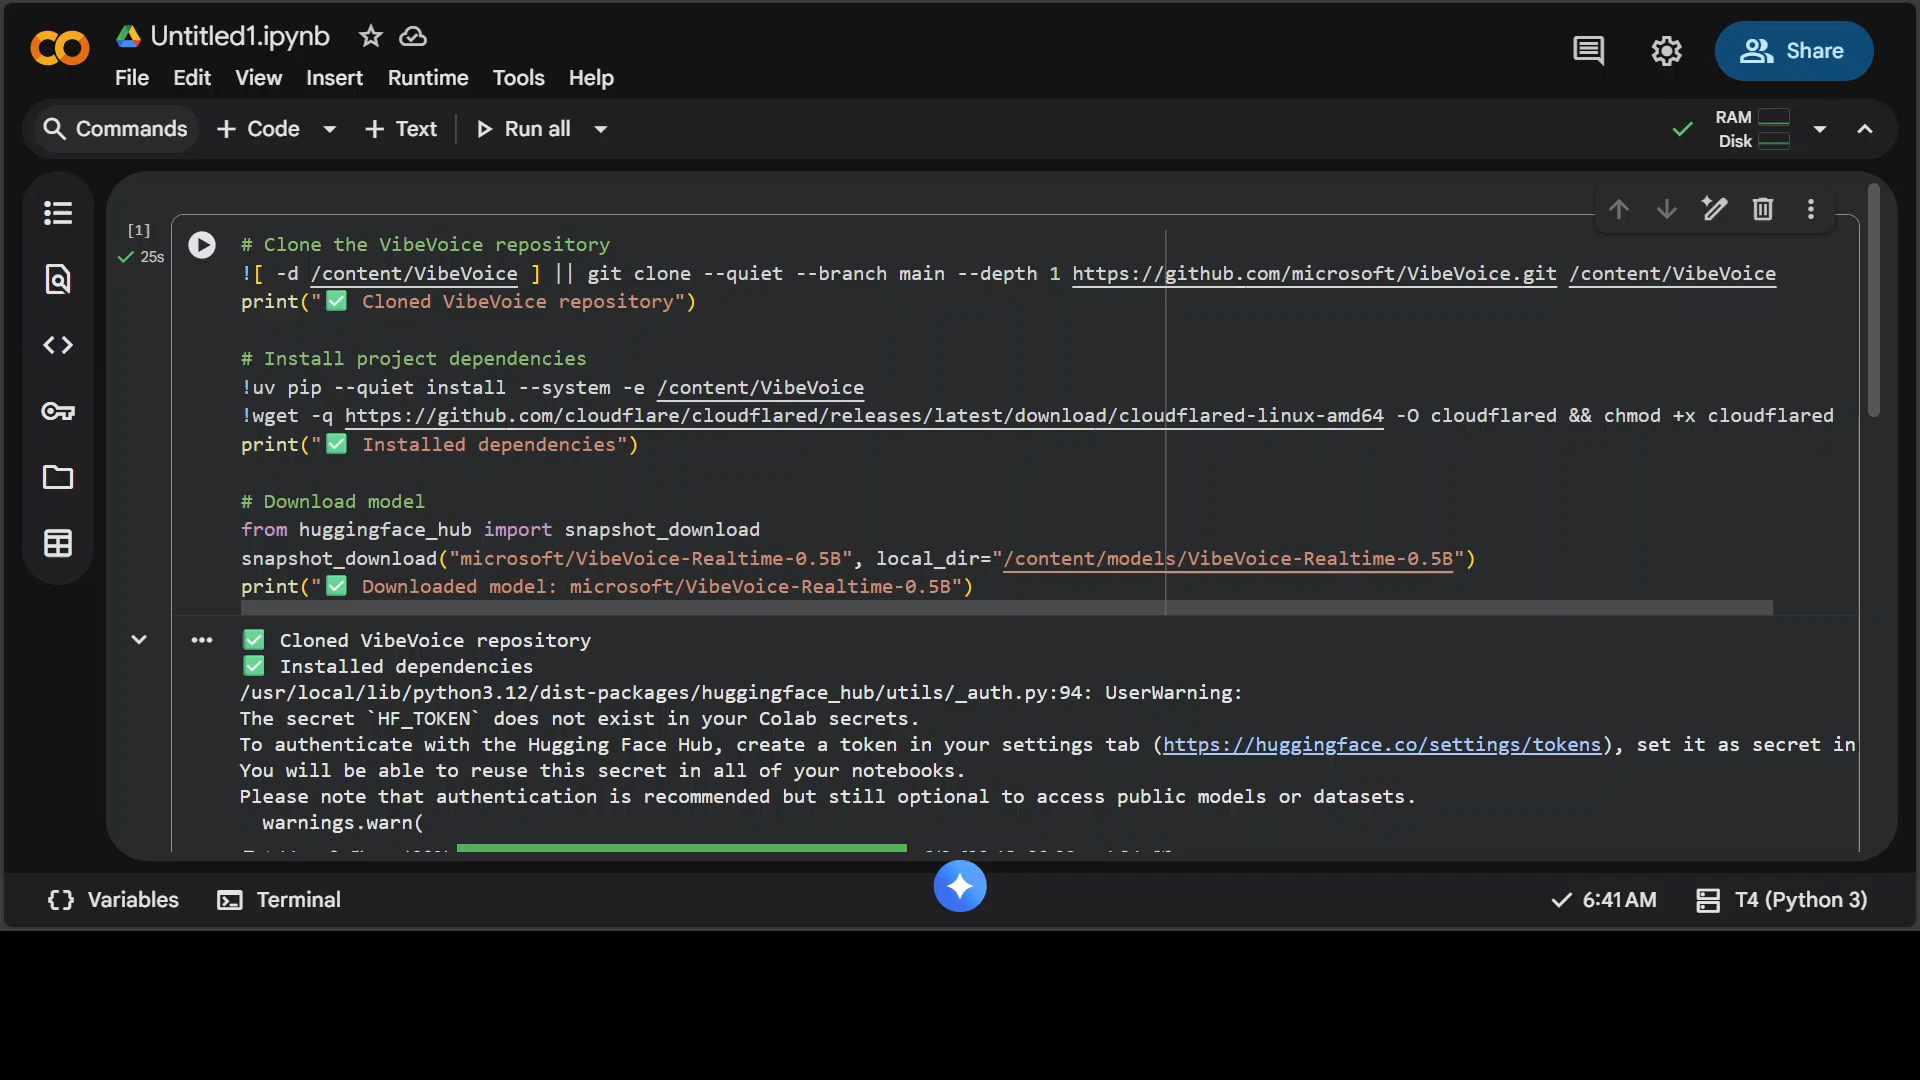 Untitled1.ipynb
File Edit View Insert Runtime Tools Help
Share
Commands + Code + Text Run all
RAM
Disk
[1]
25s
# Clone the VibeVoice repository
![ -d /content/VibeVoice ] || git clone --quiet --branch main --depth 1 https://github.com/microsoft/VibeVoice.git /content/VibeVoice
print("✅ Cloned VibeVoice repository")
# Install project dependencies
!uv pip --quiet install --system -e /content/VibeVoice
!wget -q https://github.com/cloudflare/cloudflared/releases/latest/download/cloudflared-linux-amd64 -O cloudflared && chmod +x cloudflared
print("✅ Installed dependencies")
# Download model
from huggingface_hub import snapshot_download
snapshot_download("microsoft/VibeVoice-Realtime-0.5B", local_dir="/content/models/VibeVoice-Realtime-0.5B")
print("✅ Downloaded model: microsoft/VibeVoice-Realtime-0.5B")
✅ Cloned VibeVoice repository
✅ Installed dependencies
/usr/local/lib/python3.12/dist-packages/huggingface_hub/utils/_auth.py:94: UserWarning:
The secret `HF_TOKEN` does not exist in your Colab secrets.
To authenticate with the Hugging Face Hub, create a token in your settings tab (https://huggingface.co/settings/tokens), set it as secret in
You will be able to reuse this secret in all of your notebooks.
Please note that authentication is recommended but still optional to access public models or datasets.
warnings.warn(
Variables Terminal
6:41 AM T4 (Python 3)